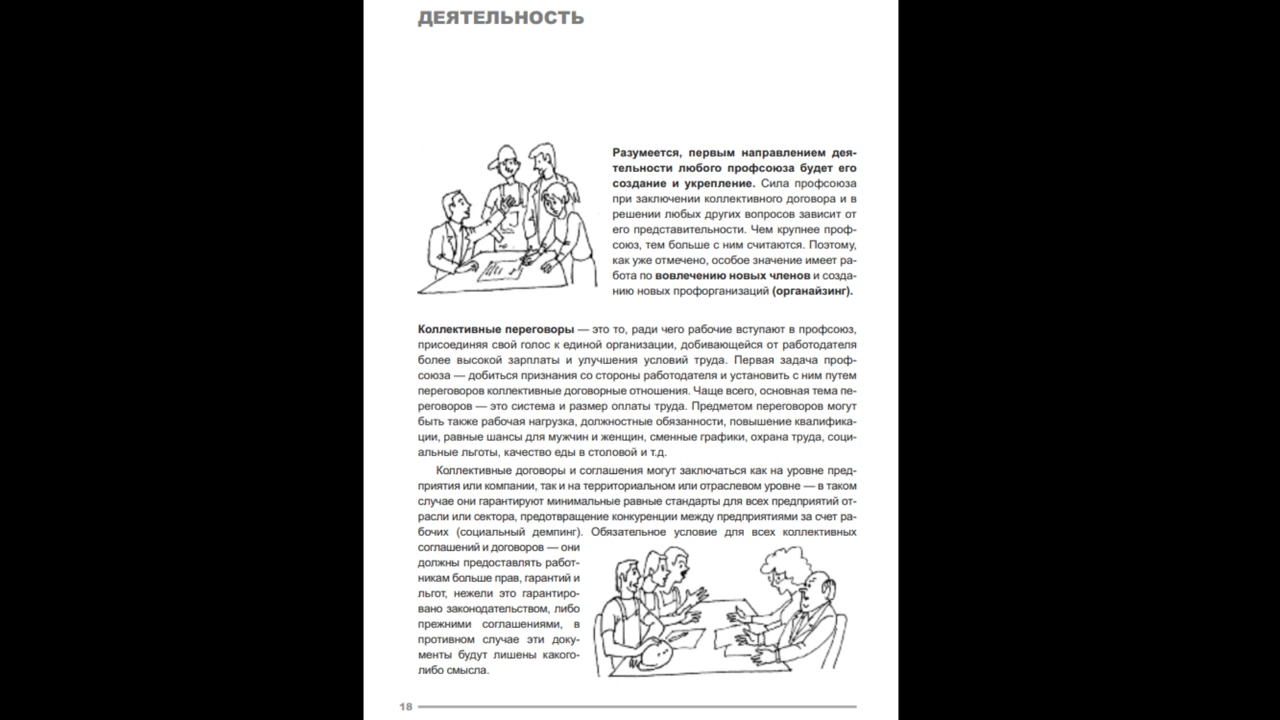 ДЕЯТЕЛЬНОСТЬ
Разумеется, первым направлением дея-
тельности любого профсоюза будет его
создание и укрепление. Сила профсоюза
при заключении коллективного договора и в
решении любых других вопросов зависит от
его представительности. Чем крупнее проф-
союз, тем больше с ним считаются. Поэтому,
как уже отмечено, особое значение имеет ра-
бота по вовлечению новых членов и созда-
нию новых профорганизаций (органайзинг).
Коллективные переговоры — это то, ради чего рабочие вступают в профсоюз,
присоединяя свой голос к единой организации, добивающейся от работодателя
более высокой зарплаты и улучшения условий труда. Первая задача проф-
союза — добиться признания со стороны работодателя и установить с ним путем
переговоров коллективные договорные отношения. Чаще всего, основная тема пе-
реговоров — это система и размер оплаты труда. Предметом переговоров могут
быть также рабочая нагрузка, должностные обязанности, повышение квалифика-
ции, равные шансы для мужчин и женщин, сменные графики, охрана труда, соци-
альные льготы, качество еды в столовой и т.д.
Коллективные договоры и соглашения могут заключаться как на уровне пред-
приятия или компании, так и на территориальном или отраслевом уровне — в таком
случае они гарантируют минимальные равные стандарты для всех предприятий от-
расли или сектора, предотвращение конкуренции между предприятиями за счет ра-
бочих (социальный демпинг). Обязательное условие для всех коллективных
соглашений и договоров — они
должны предоставлять работ-
никам больше прав, гарантий и
льгот, нежели это гарантиро-
вано законодательством, либо
прежними соглашениями, в
противном случае эти доку-
менты будут лишены какого-
либо смысла.
18